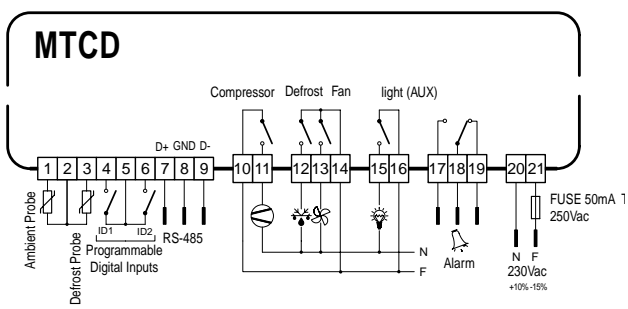 MTCD
Compressor Defrost Fan light (AUX)
D+ GND D-
1 2 3 4 5 6 7 8 9 10 11 12 13 14 15 16 17 18 19 20 21
Ambient Probe
Defrost Probe
ID1 ID2
Programmable
Digital Inputs
RS-485
N
F
Alarm
FUSE 50mA T
250Vac
N F
230Vac
+10% -15%